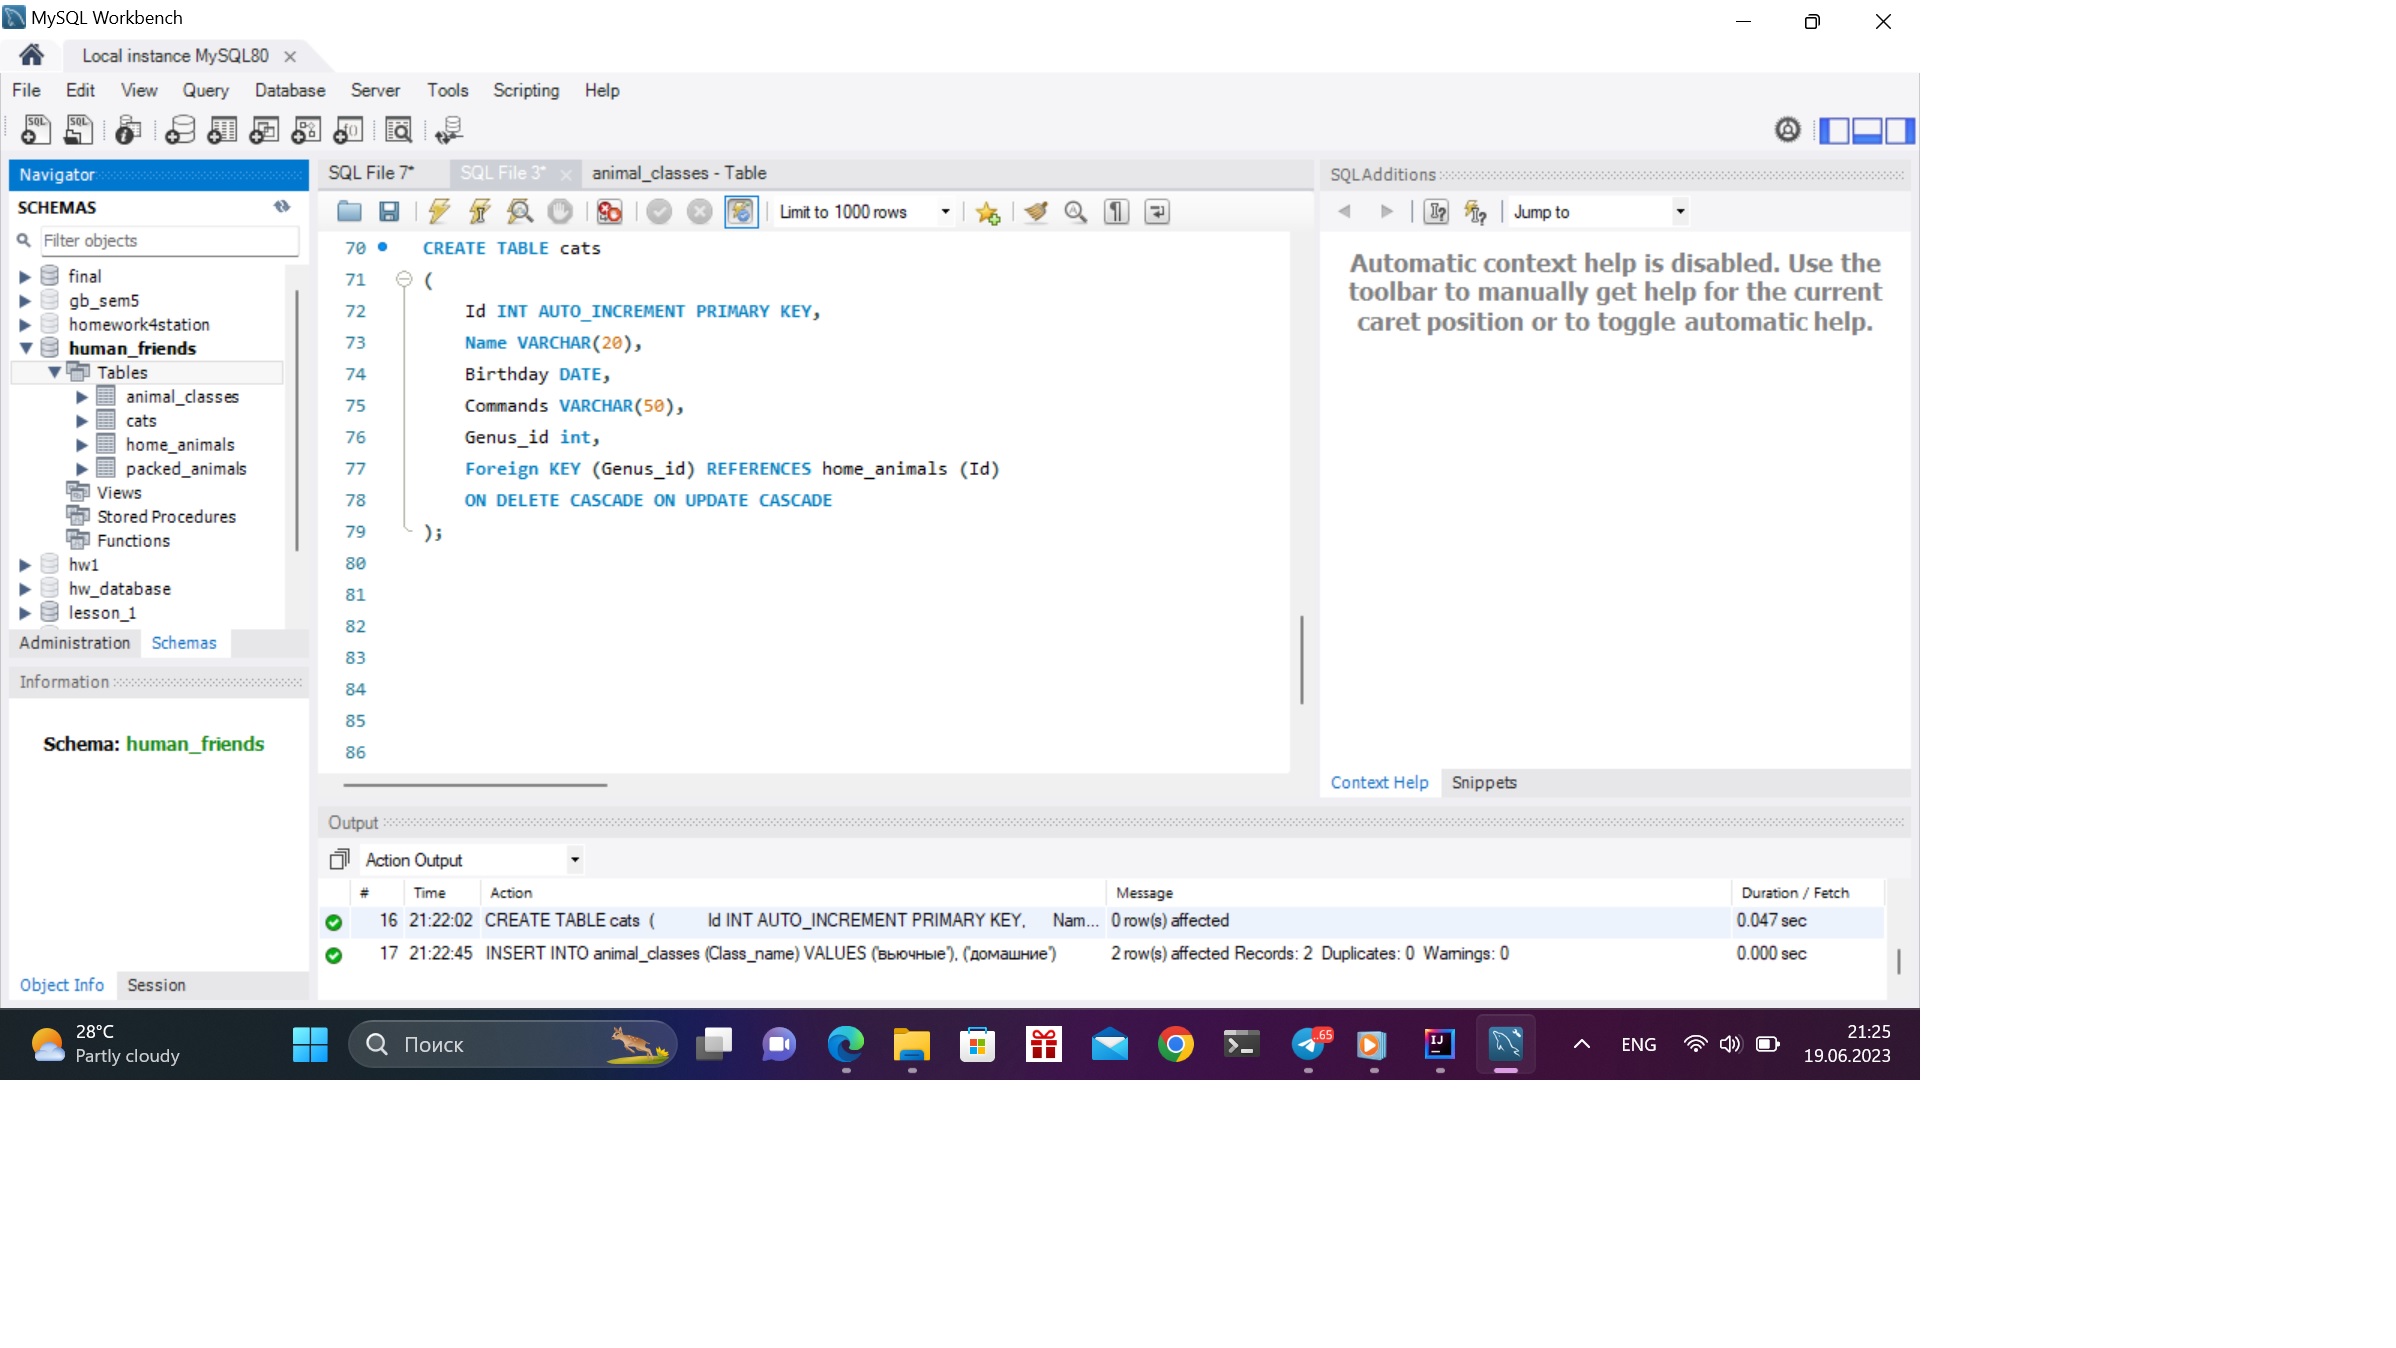 MySQL Workbench
Local instance MySQL80
File Edit View Query Database Server Tools Scripting Help
Navigator
SCHEMAS
Filter objects
final
gb_sem5
homework4station
human_friends
Tables
animal_classes
cats
home_animals
packed_animals
Views
Stored Procedures
Functions
hw1
hw_database
lesson_1
Administration Schemas
Information
Schema: human_friends
Object Info Session
SQL File 7* SQL File 3* animal_classes - Table
Limit to 1000 rows
70 CREATE TABLE cats
71 (
72 Id INT AUTO_INCREMENT PRIMARY KEY,
73 Name VARCHAR(20),
74 Birthday DATE,
75 Commands VARCHAR(50),
76 Genus_id int,
77 Foreign KEY (Genus_id) REFERENCES home_animals (Id)
78 ON DELETE CASCADE ON UPDATE CASCADE
79 );
80
81
82
83
84
85
86
SQLAdditions
Jump to
Automatic context help is disabled. Use the
toolbar to manually get help for the current
caret position or to toggle automatic help.
Context Help Snippets
Output
Action Output
# Time Action Message Duration / Fetch
16 21:22:02 CREATE TABLE cats ( Id INT AUTO_INCREMENT PRIMARY KEY, Nam... 0 row(s) affected 0.047 sec
17 21:22:45 INSERT INTO animal_classes (Class_name) VALUES ('вьючные'), ('домашние') 2 row(s) affected Records: 2 Duplicates: 0 Warnings: 0 0.000 sec
28°C
Partly cloudy
Поиск
ENG
21:25
19.06.2023